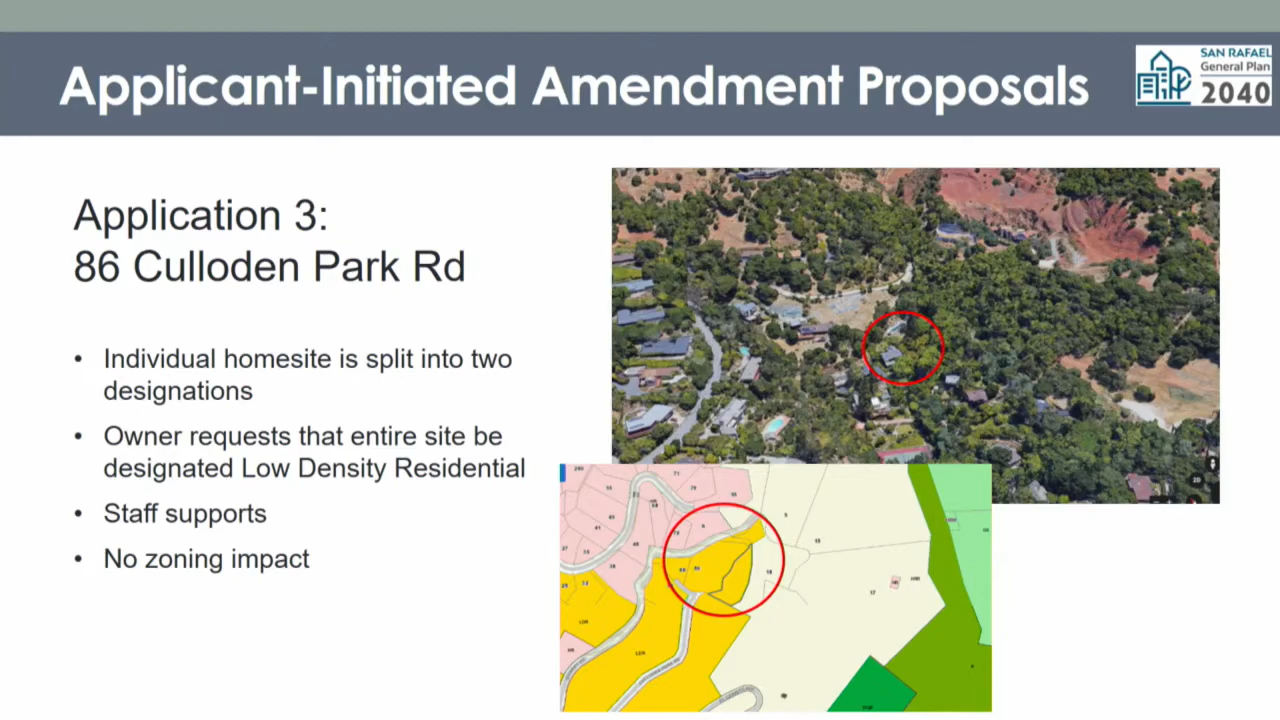 Applicant-Initiated Amendment Proposals
SAN RAFAEL
General Plan
2040
Application 3:
86 Culloden Park Rd
• Individual homesite is split into two
designations
• Owner requests that entire site be
designated Low Density Residential
• Staff supports
• No zoning impact